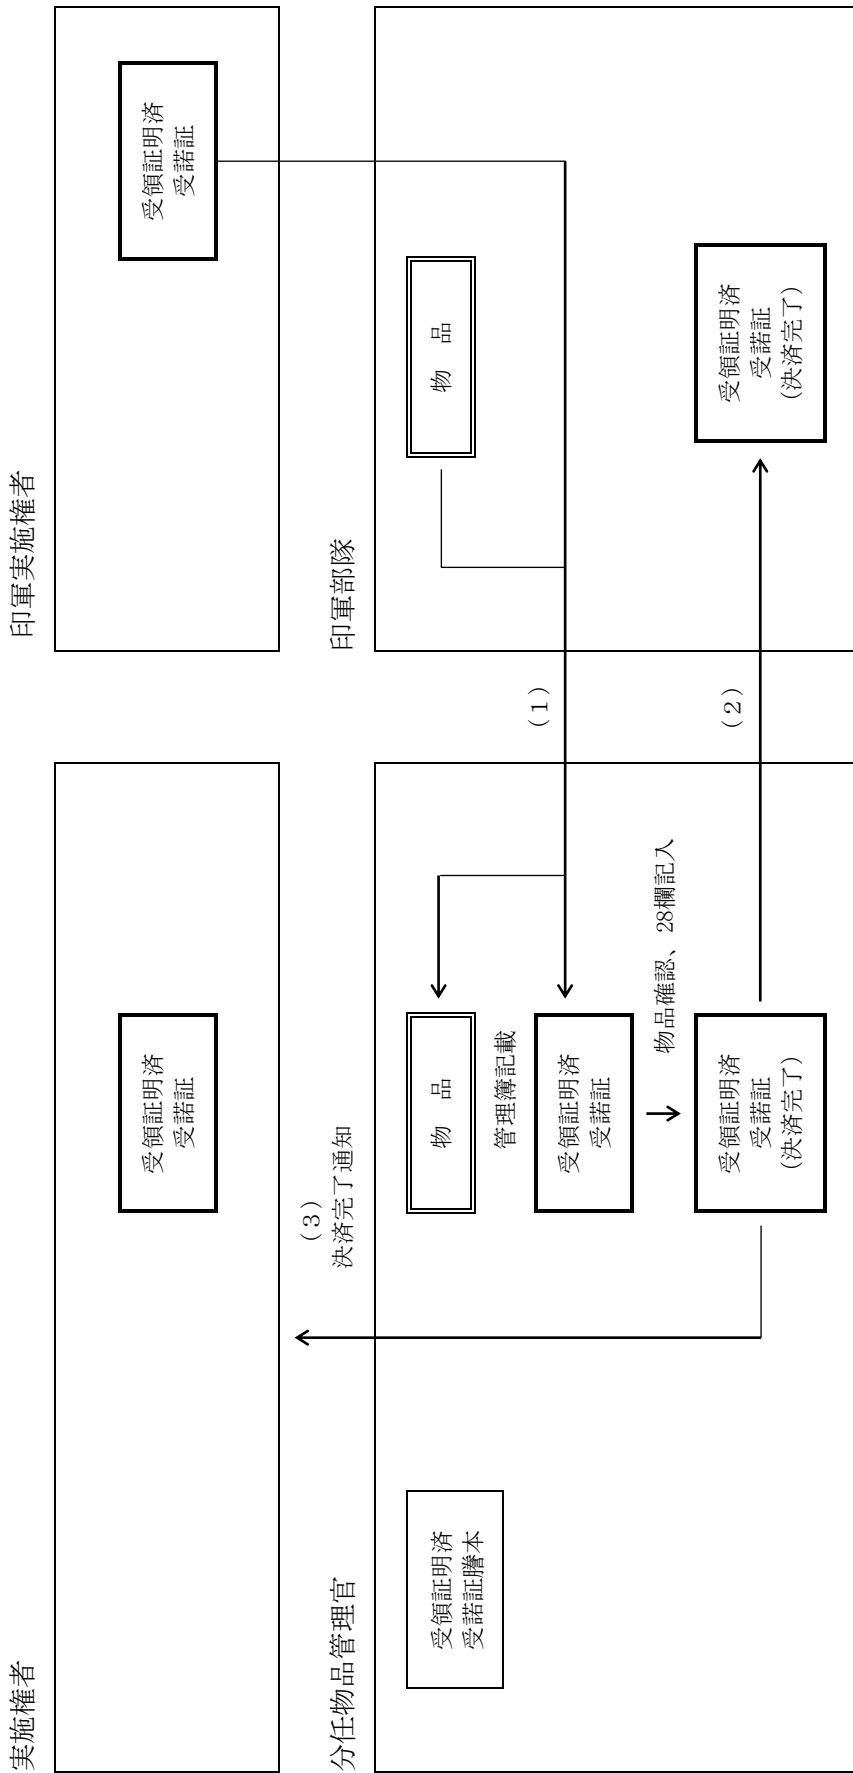 実施権者
受領証明済
受諾証
印軍実施権者
受領証明済
受諾証
(3)
決済完了通知
分任物品管理官
受領証明済
受諾証謄本
物　品
管理簿記載
受領証明済
受諾証
物品確認、28欄記入
受領証明済
受諾証
(決済完了)
(1)
(2)
印軍部隊
物　品
受領証明済
受諾証
(決済完了)